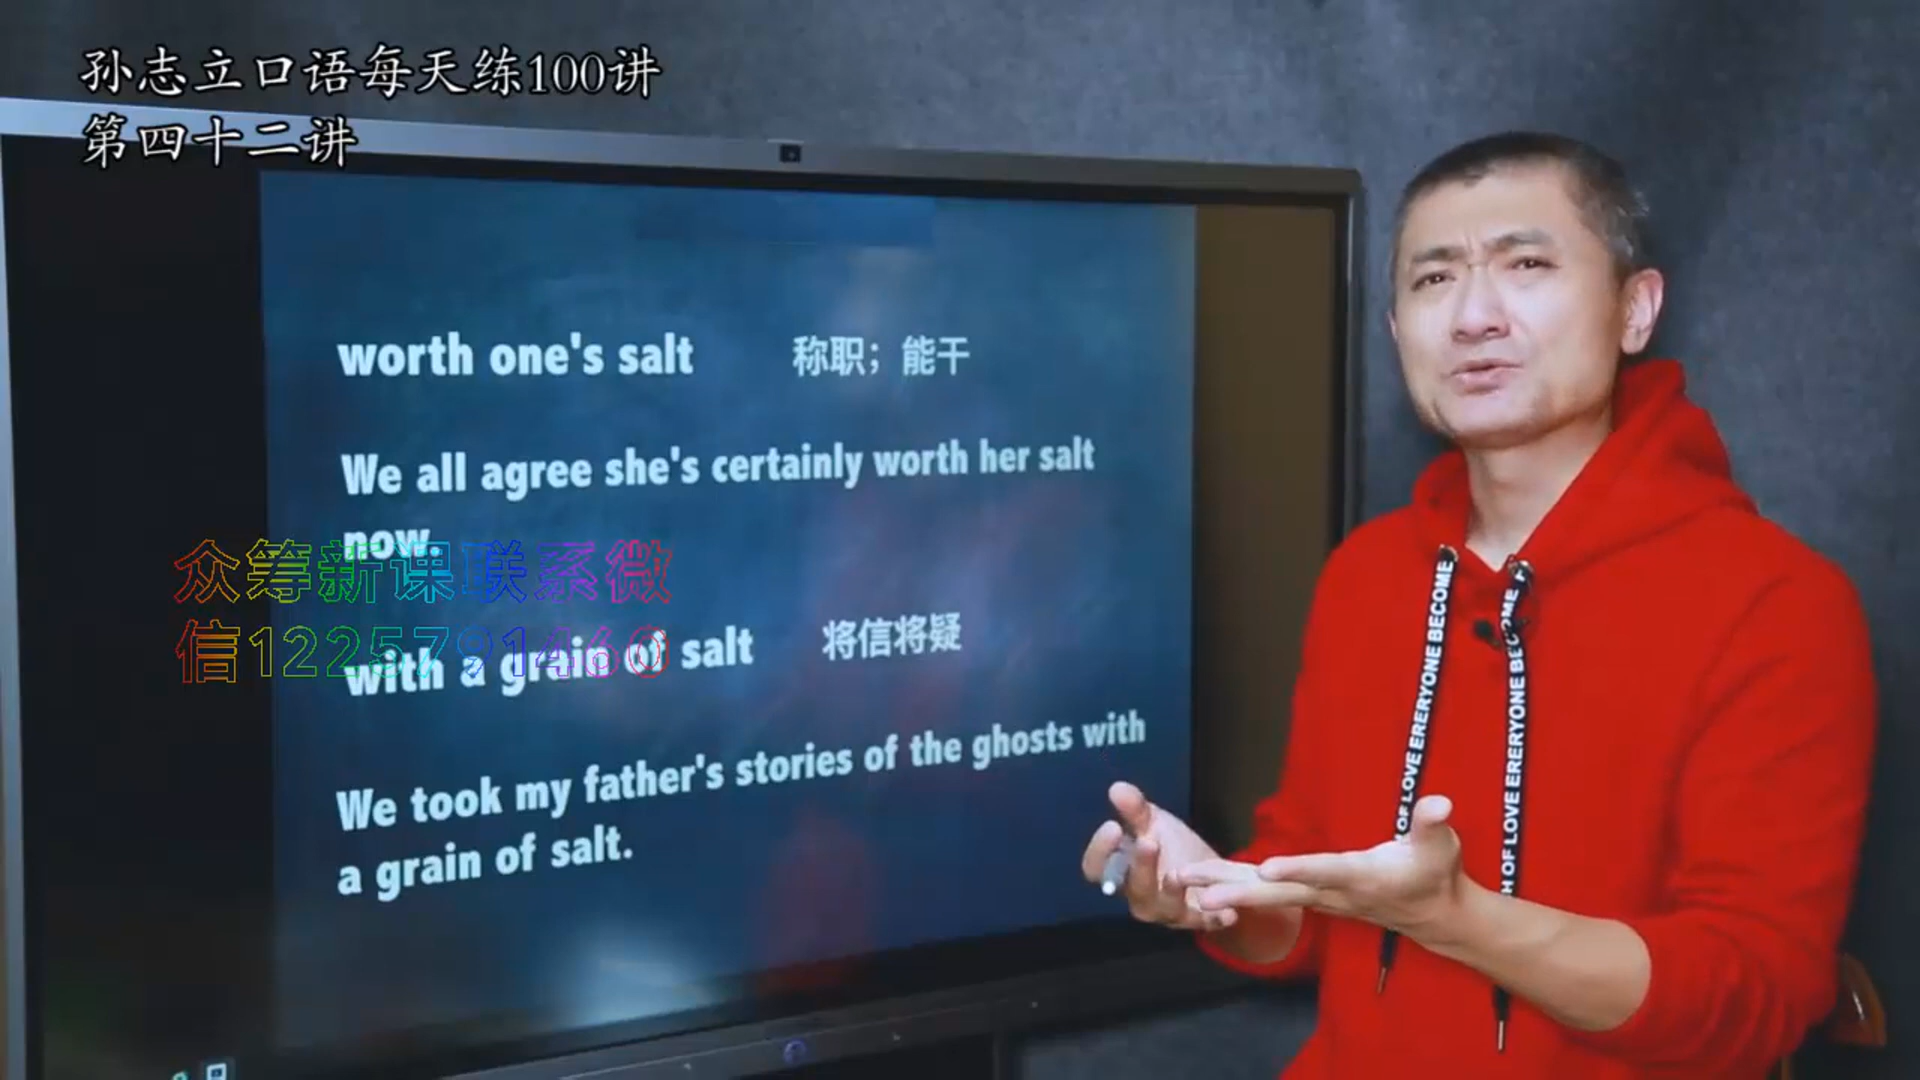 孙志立口语每天练100讲
第四十二讲
worth one's salt 称职；能干
We all agree she's certainly worth her salt
now.
众筹新课联系微
信1225791460
with a grain of salt 将信将疑
We took my father's stories of the ghosts with
a grain of salt.
OF LOVE ERERYONE BECOME
H OF LOVE ERERYONE BECOME A